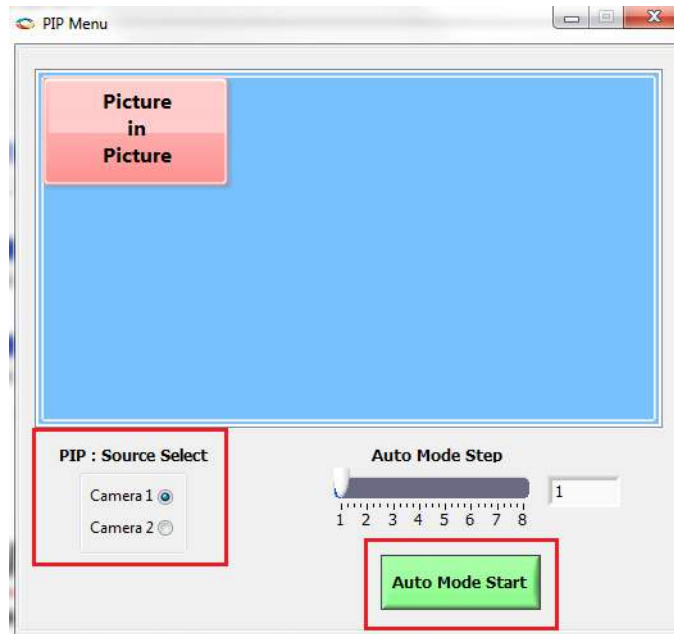 PIP Menu
Picture
in
Picture
PIP : Source Select
Camera 1
Camera 2
Auto Mode Step
1
1 2 3 4 5 6 7 8
Auto Mode Start